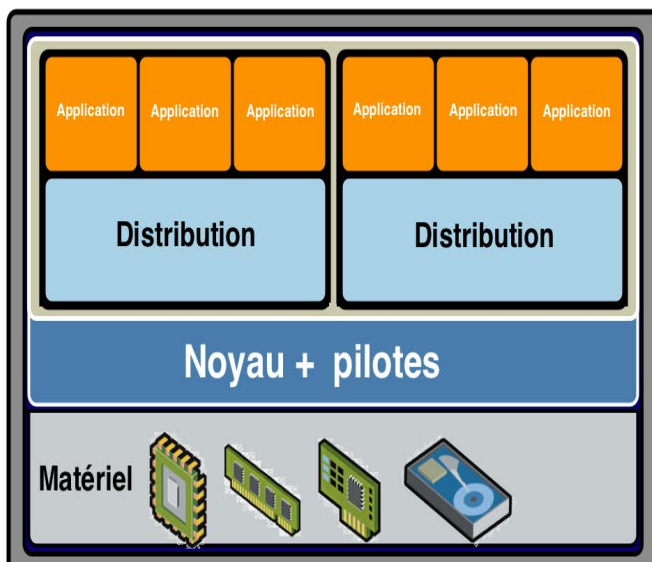 Application Application Application Application Application Application
Distribution Distribution
Noyau + pilotes
Matériel